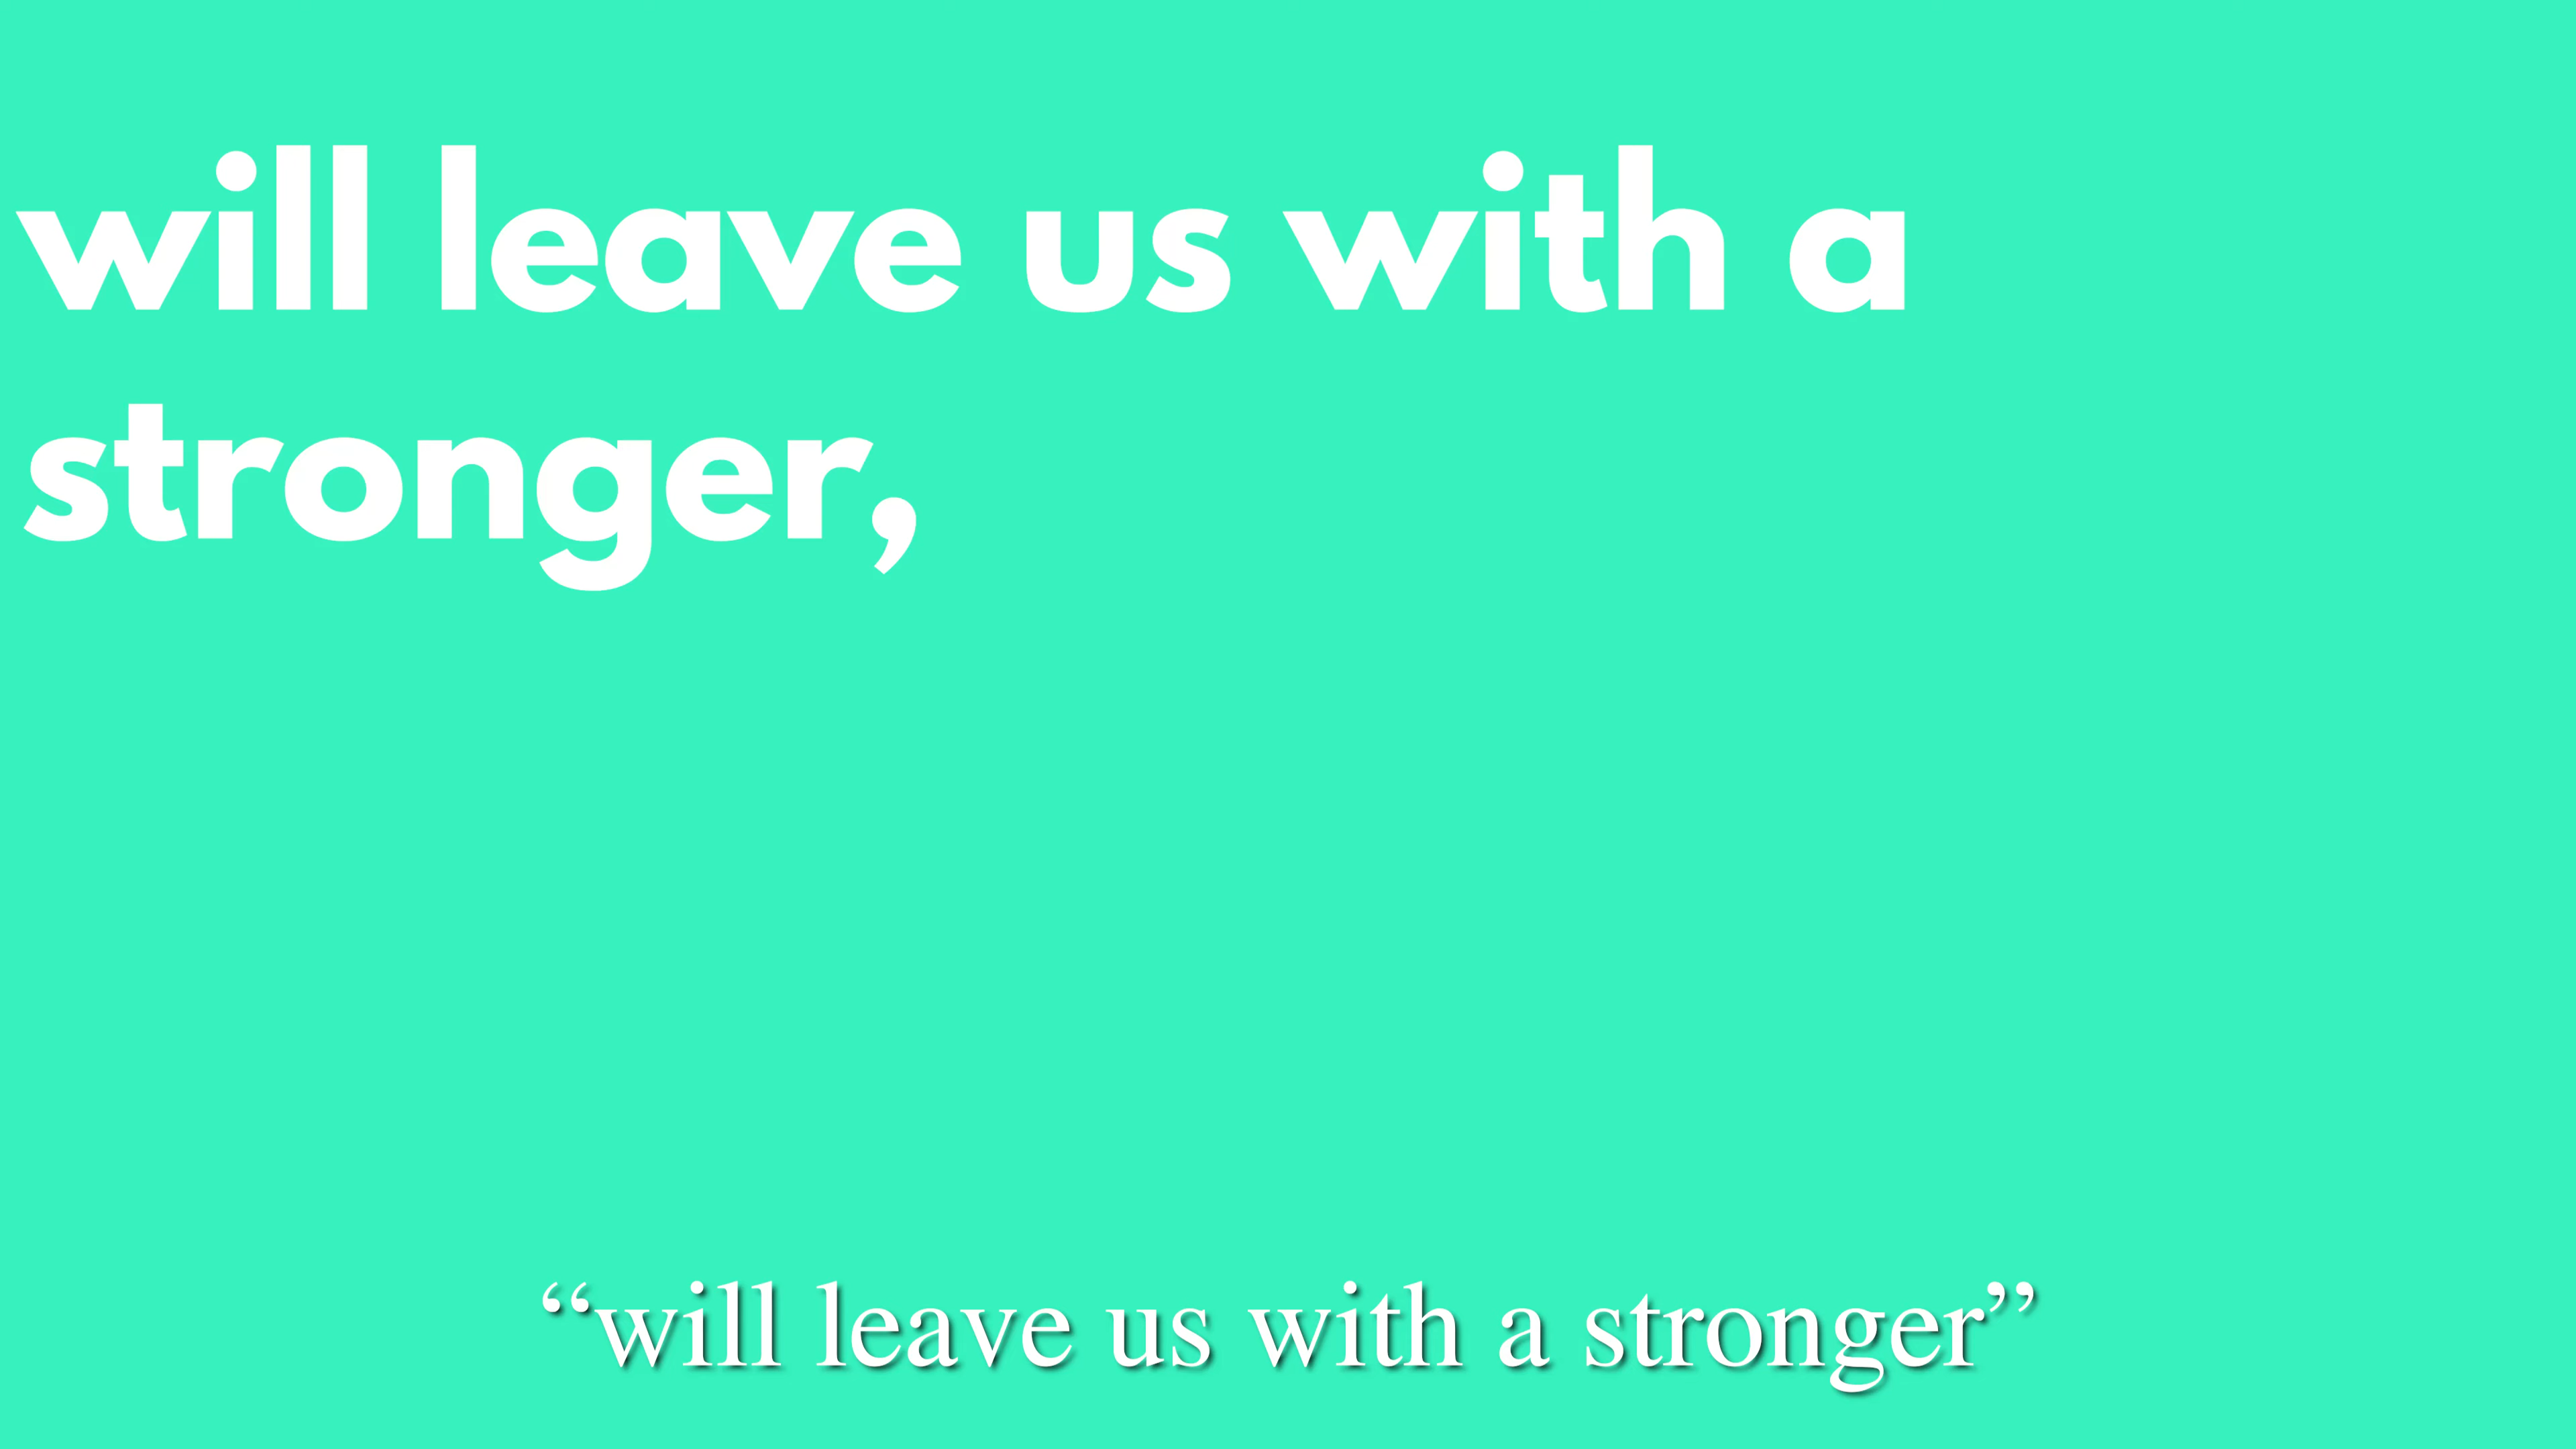 will leave us with a
stronger,
“will leave us with a stronger”